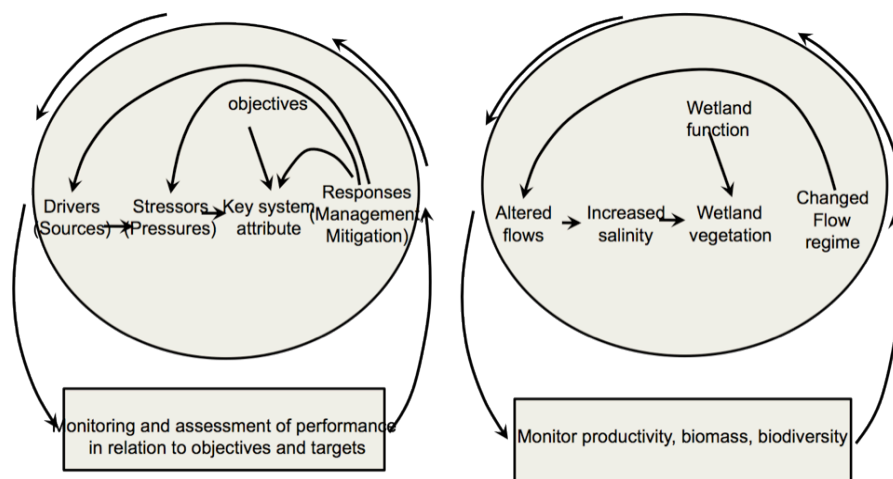 objectives
Drivers
(Sources)
Stressors
(Pressures)
Key system
attribute
Responses
(Management,
Mitigation)
Monitoring and assessment of performance
in relation to objectives and targets
Wetland
function
Altered
flows
Increased
salinity
Wetland
vegetation
Changed
Flow
regime
Monitor productivity, biomass, biodiversity